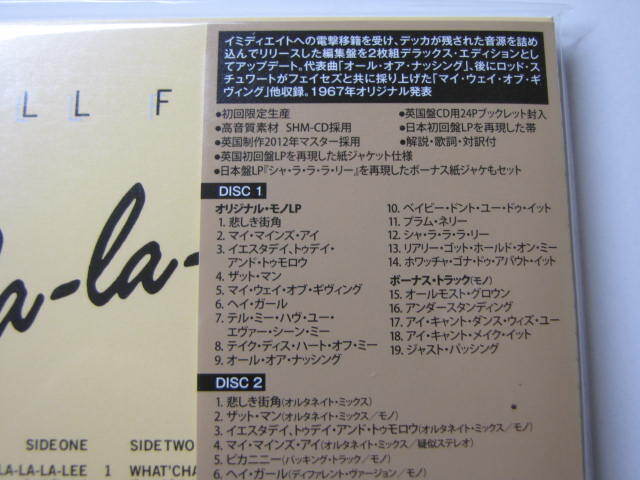 イミディエイトへの電撃移籍を受け、デッカが残された音源を詰め
込んでリリースした編集盤を2枚組デラックス・エディションとし
てアップデート。代表曲「オール・オア・ナッシング」、後にロッド・ス
チュワートがフェイセズと共に採り上げた「マイ・ウェイ・オブ・ギ
ヴィング」他収録。1967年オリジナル発表
●初回限定生産
●高音質素材 SHM-CD採用
●英国制作2012年マスター採用
●英国初回盤LPを再現した紙ジャケット仕様
●日本盤LP『シャ・ラ・ラ・ラ・リー』を再現したボーナス紙ジャケもセット
●英国盤CD用24Pブックレット封入
●日本初回盤LPを再現した帯
●解説・歌詞・対訳付
DISC 1
オリジナル・モノLP
1. 悲しき街角
2. マイ・マインズ・アイ
3. イエスタデイ、トゥデイ・
アンド・トゥモロウ
4. ザット・マン
5. マイ・ウェイ・オブ・ギヴィング
6. ヘイ・ガール
7. テル・ミー・ハヴ・ユー・
エヴァー・シーン・ミー
8. テイク・ディス・ハート・オブ・ミー
9. オール・オア・ナッシング
10. ベイビー・ドント・ユー・ドゥ・イット
11. プラム・ネリー
12. シャ・ラ・ラ・ラ・リー
13. リアリー・ゴット・ホールド・オン・ミー
14. ホワッチャ・ゴナ・ドゥ・アバウト・イット
ボーナス・トラック(モノ)
15. オールモスト・グロウン
16. アンダースタンディング
17. アイ・キャント・ダンス・ウィズ・ユー
18. アイ・キャント・メイク・イット
19. ジャスト・パッシング
DISC 2
1. 悲しき街角(オルタネイト・ミックス)
2. ザット・マン(オルタネイト・ミックス/モノ)
3. イエスタデイ、トゥデイ・アンド・トゥモロウ(オルタネイト・ミックス)
4. マイ・マインズ・アイ(オルタネイト・ミックス/疑似ステレオ)
5. ピカニニー(バッキング・トラック/モノ)
6. ヘイ・ガール(ディファレント・ヴァージョン/モノ)
LL F
a-la-
SIDE ONE SIDE TWO
LA-LA-LA-LEE 1 WHAT'CHA